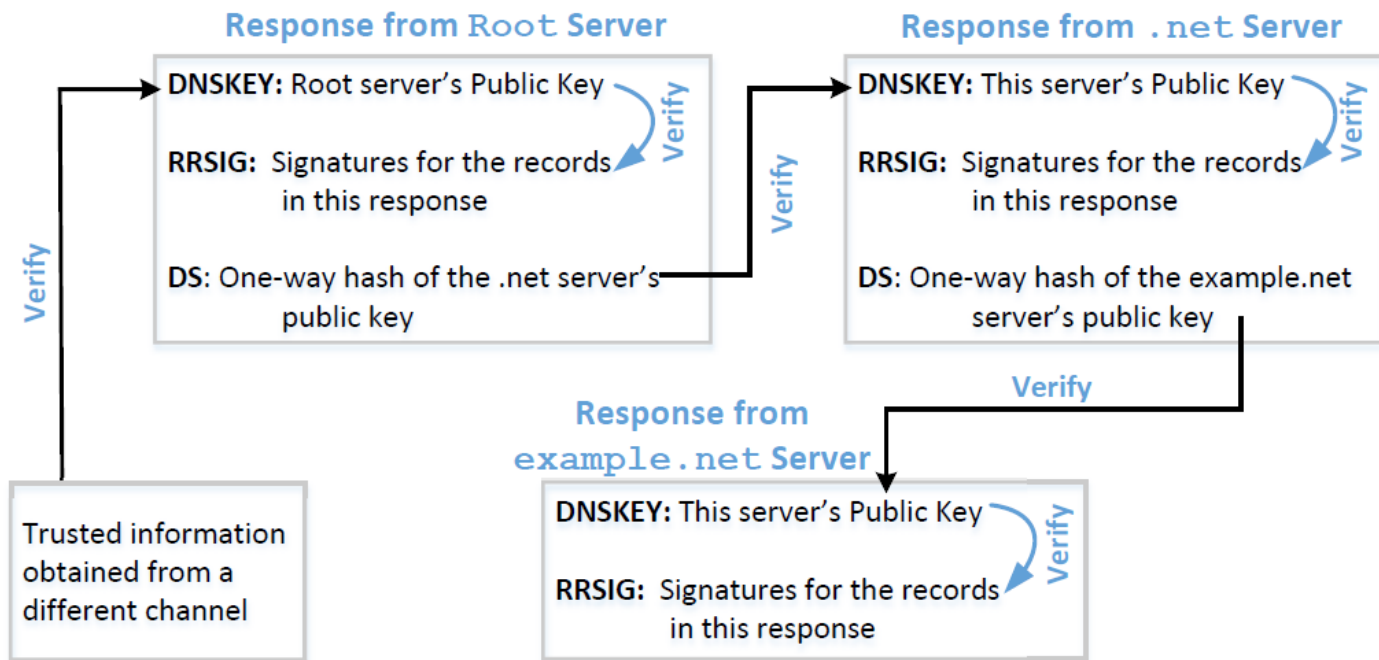 Response from Root Server
DNSKEY: Root server's Public Key
Verify
RRSIG: Signatures for the records
in this response
DS: One-way hash of the .net server's
public key
Verify
Verify
Response from .net Server
DNSKEY: This server's Public Key
Verify
RRSIG: Signatures for the records
in this response
DS: One-way hash of the example.net
server's public key
Verify
Response from
example.net Server
DNSKEY: This server's Public Key
Verify
RRSIG: Signatures for the records
in this response
Trusted information
obtained from a
different channel